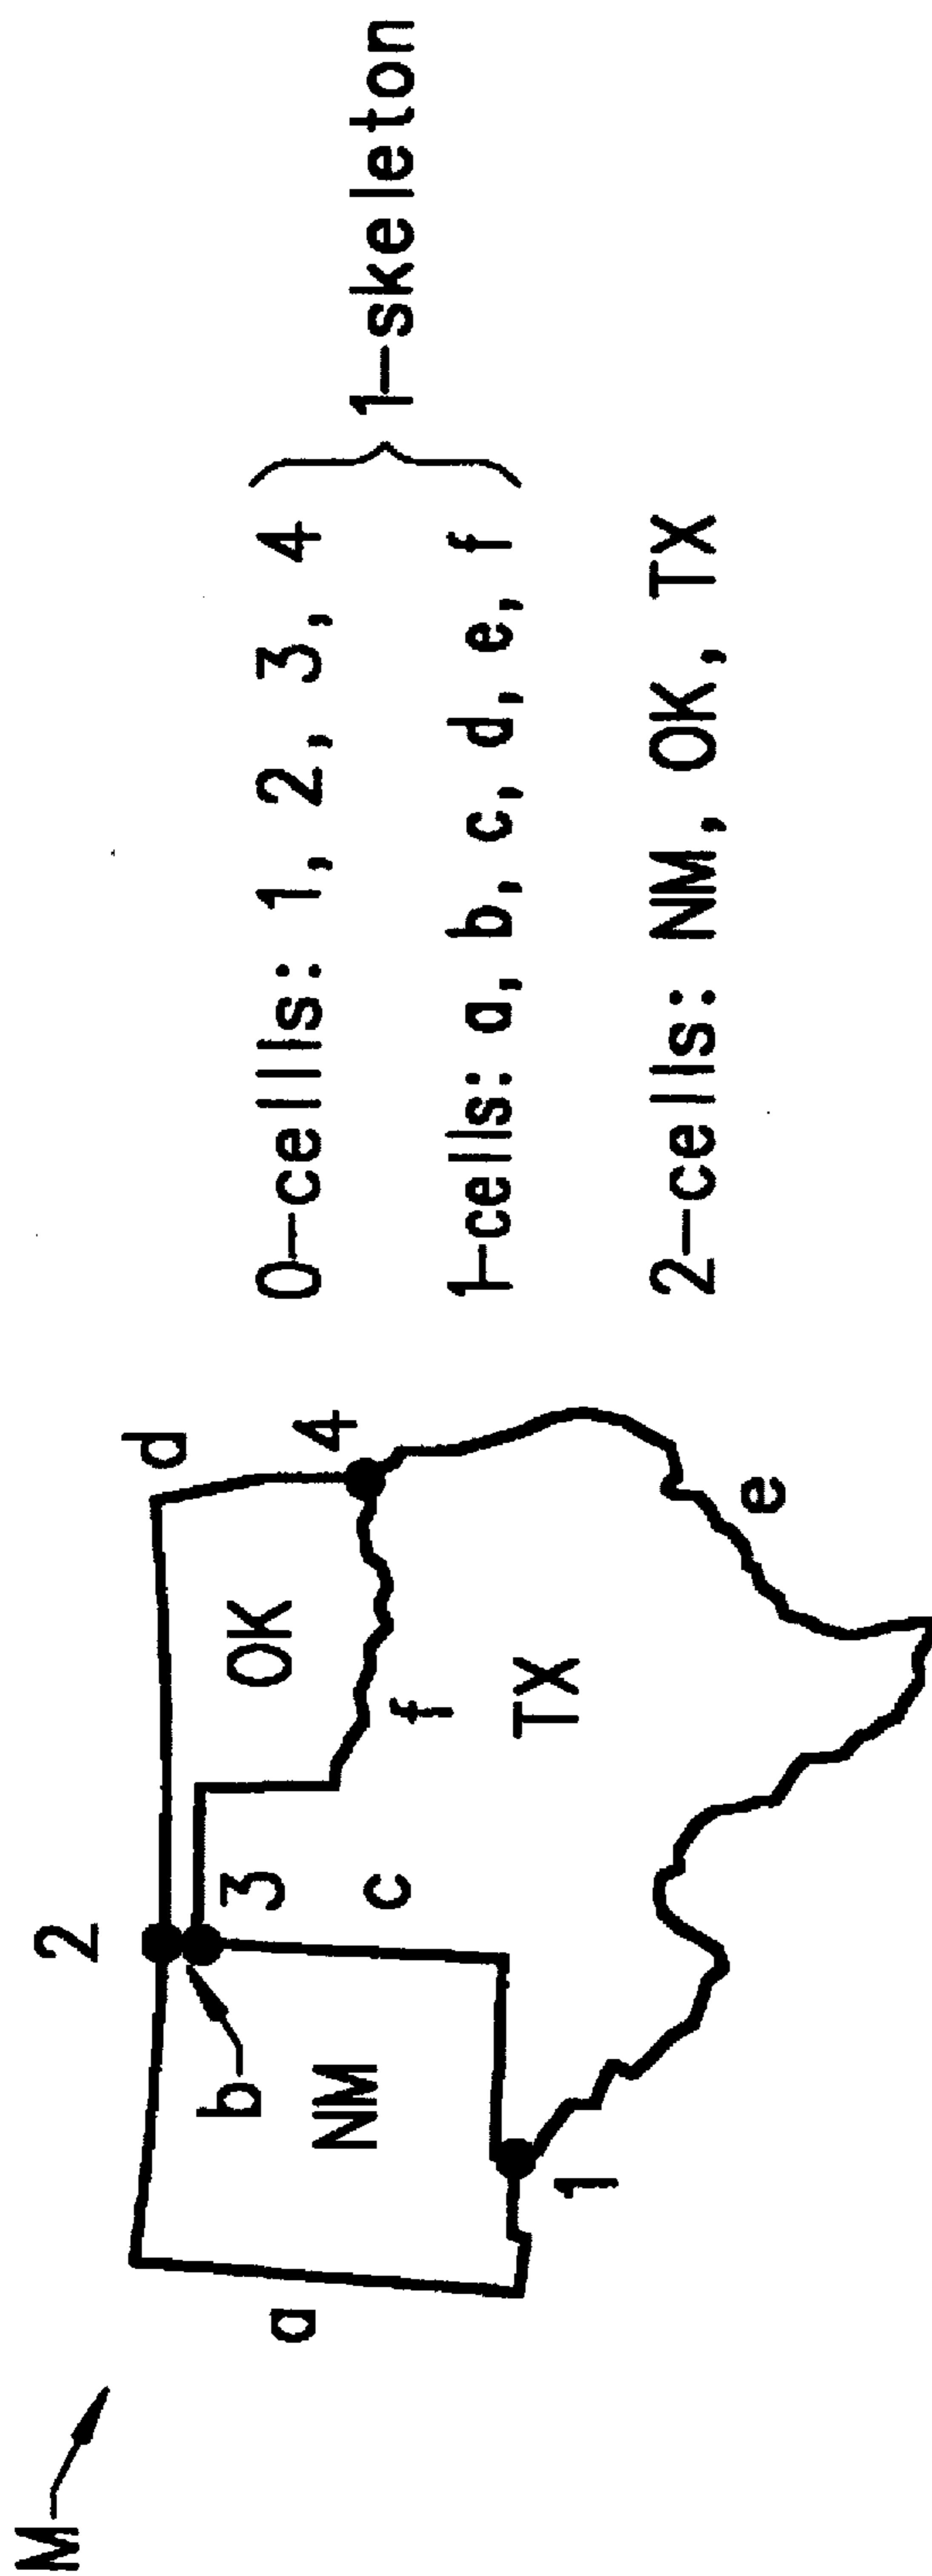 M
a
2
d
b
3
OK
4
NM
c
f
1
TX
e
0-cells: 1, 2, 3, 4
1-cells: a, b, c, d, e, f
1-skeleton
2-cells: NM, OK, TX